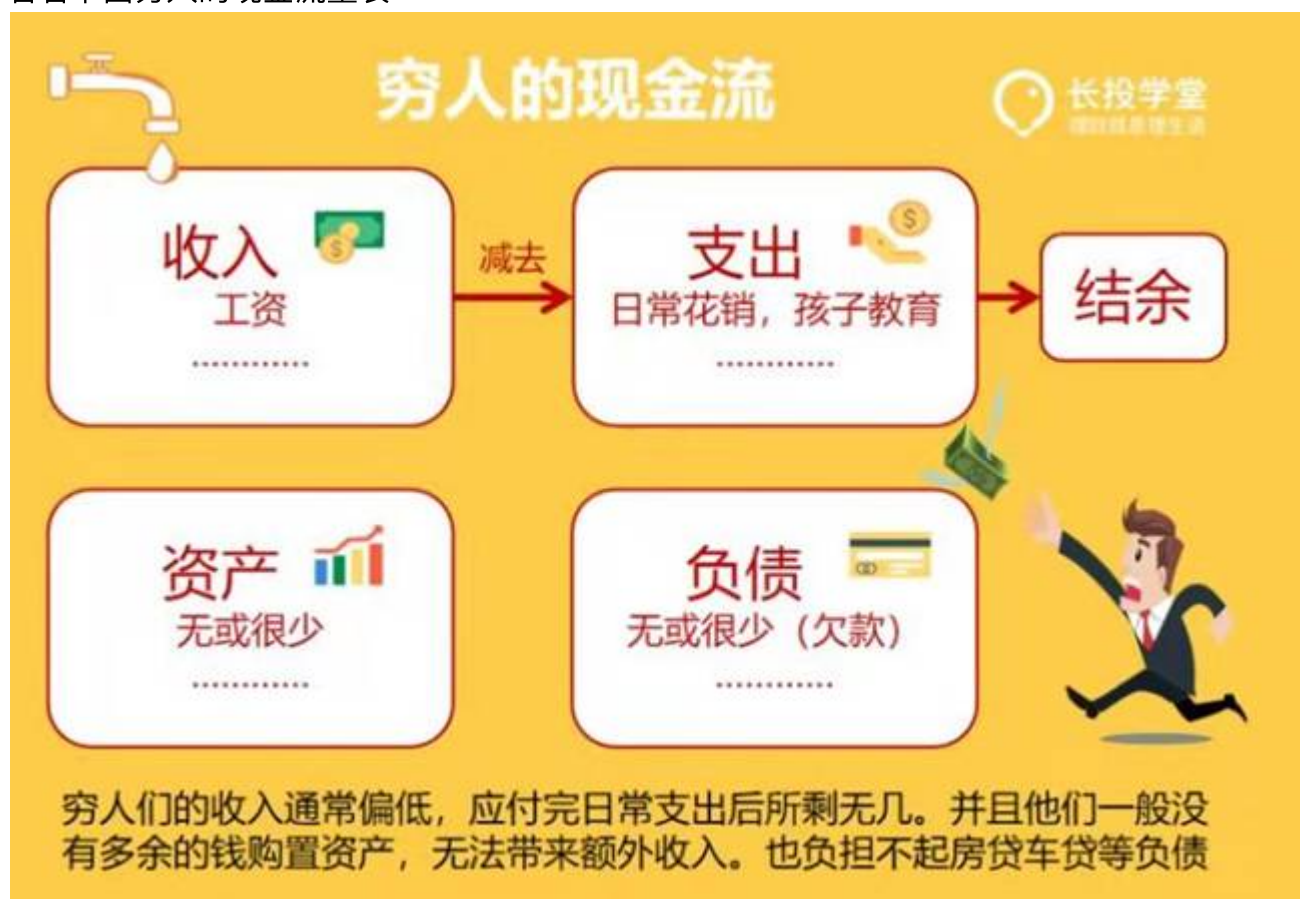 穷人的现金流
长投学堂
收入
工资
............
减去
支出
日常花销，孩子教育
............
结余
资产
无或很少
............
负债
无或很少（欠款）
............
穷人们的收入通常偏低，应付完日常支出后所剩无几。并且他们一般没
有多余的钱购置资产，无法带来额外收入。也负担不起房贷车贷等负债